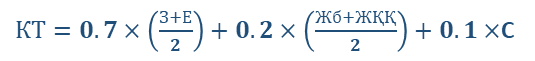 КТ = 0.7 × (З+Е / 2) + 0.2 × (Жб+ЖҚҚ / 2) + 0.1 ×С